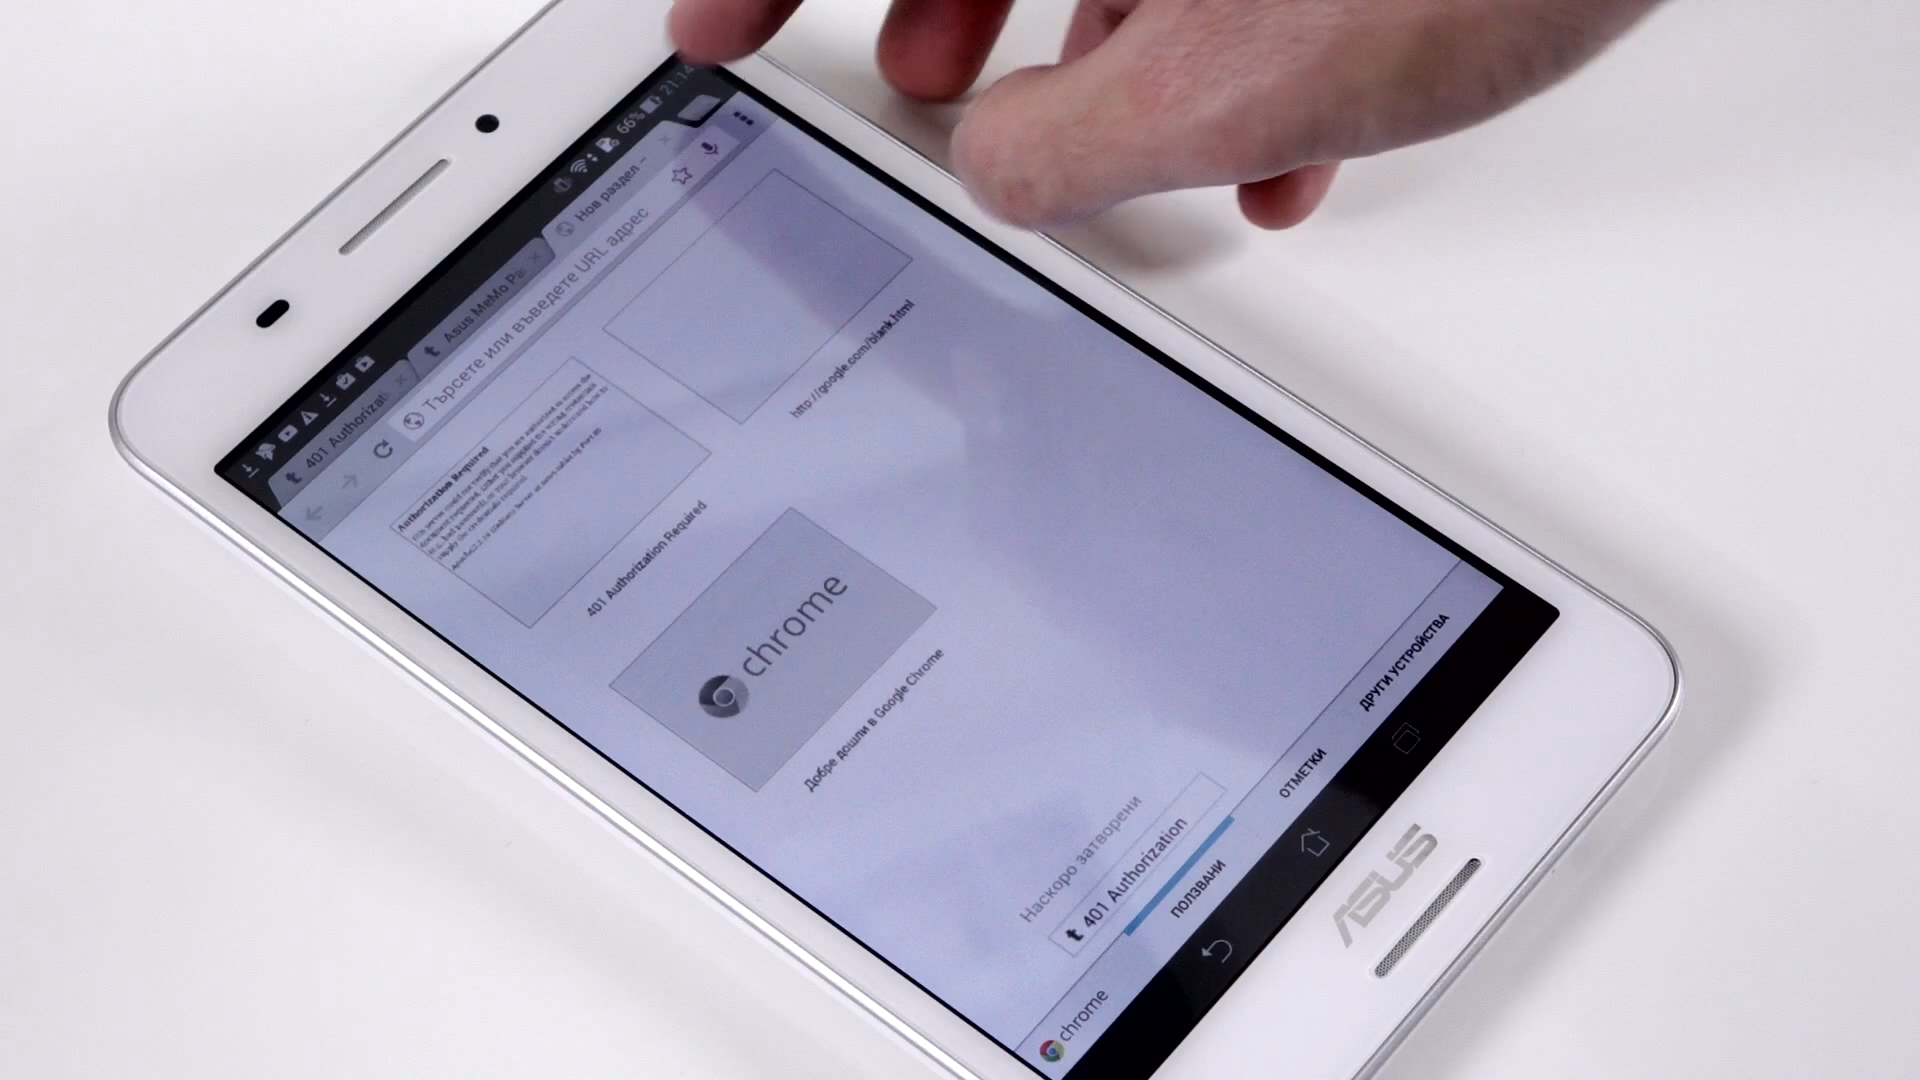 66% 21:14
401 Authorizat
Asus MeMo Pa
Нов раздел –
Търсете или въведете URL адрес
Authorization Required
401 Authorization Required
http://google.com/blank.html
chrome
Добре дошли в Google Chrome
Наскоро затворени
401 Authorization
chrome
ПОЛЗВАНИ
ОТМЕТКИ
ДРУГИ УСТРОЙСТВА
ASUS